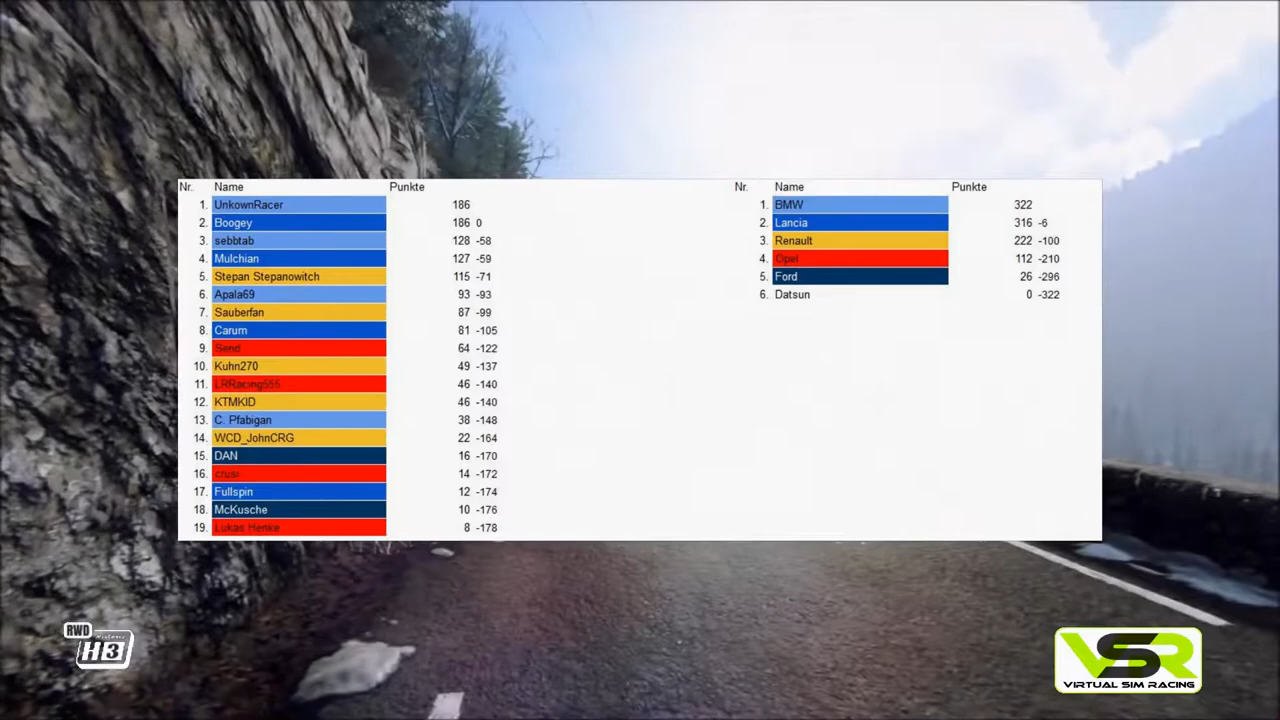 Nr. Name Punkte
1. UnkownRacer 186
2. Boogey 186 0
3. sebbtab 128 -58
4. Mulchian 127 -59
5. Stepan Stepanowitch 115 -71
6. Apala69 93 -93
7. Sauberfan 87 -99
8. Carum 81 -105
9. Send 64 -122
10. Kuhn270 49 -137
11. LRRacing555 46 -140
12. KTMKID 46 -140
13. C. Pfabigan 38 -148
14. WCD_JohnCRG 22 -164
15. DAN 16 -170
16. crusi 14 -172
17. Fullspin 12 -174
18. McKusche 10 -176
19. Lukas Henke 8 -178
Nr. Name Punkte
1. BMW 322
2. Lancia 316 -6
3. Renault 222 -100
4. Opel 112 -210
5. Ford 26 -296
6. Datsun 0 -322
RWD Historic
H3
VSR
VIRTUAL SIM RACING